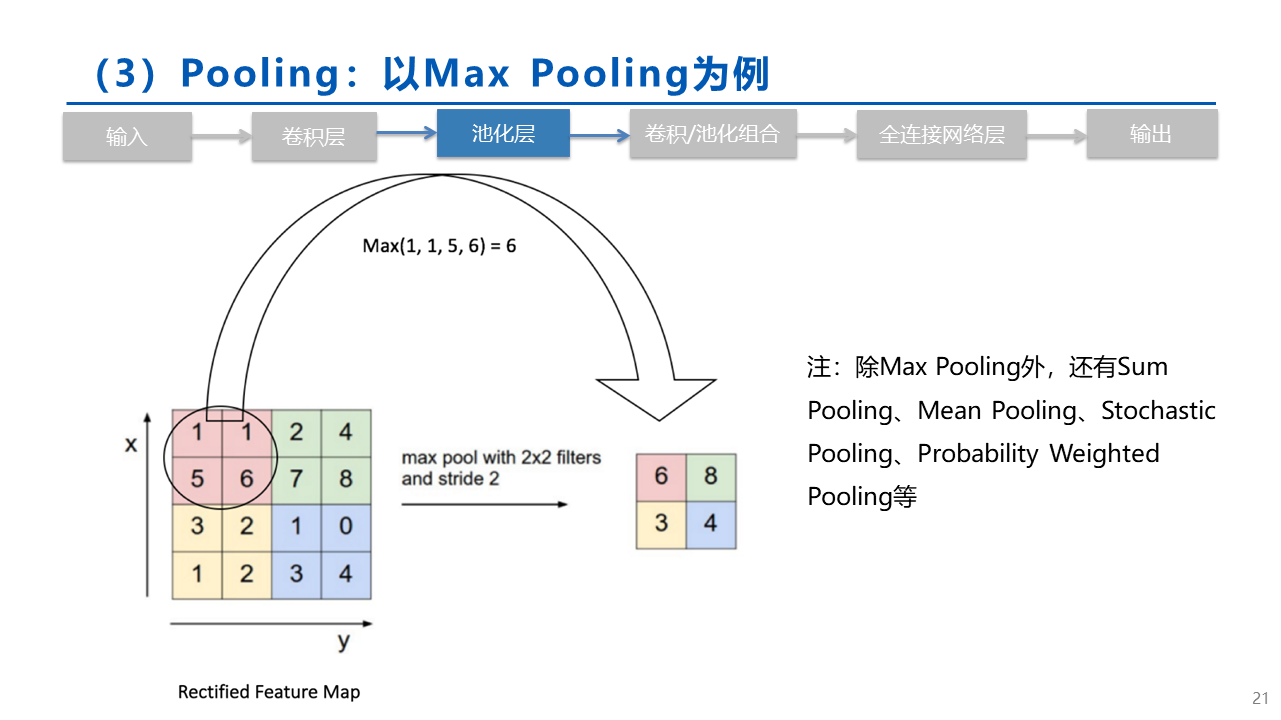 （3）Pooling：以Max Pooling为例
输入 卷积层 池化层 卷积/池化组合 全连接网络层 输出
Max(1, 1, 5, 6) = 6
注：除Max Pooling外，还有Sum
Pooling、Mean Pooling、Stochastic
Pooling、Probability Weighted
Pooling等
x
1 1 2 4
5 6 7 8
3 2 1 0
1 2 3 4
y
max pool with 2x2 filters
and stride 2
6 8
3 4
Rectified Feature Map
21